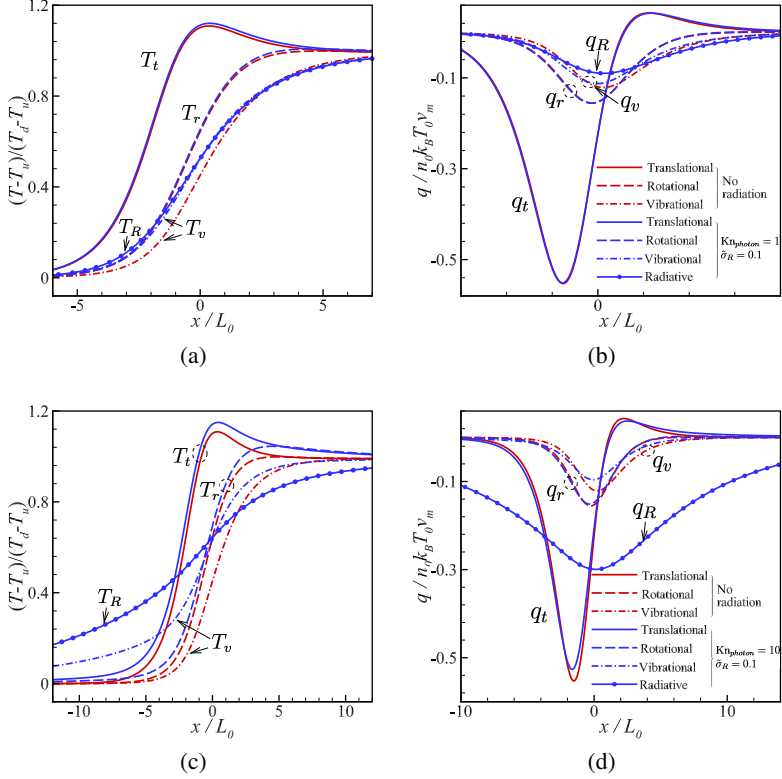 1.2
0.8
0.4
0
(T-T_u)/(T_d-T_u)
T_t
T_r
T_R
T_v
-5
0
5
x / L_0
(a)
-0.1
-0.3
-0.5
q / n_0 k_B T_0 v_m
q_R
q_r
q_v
q_t
Translational
Rotational
Vibrational
No
radiation
Translational
Rotational
Vibrational
Radiative
Kn_photon = 1
σ̃_R = 0.1
0
x / L_0
(b)
1.2
0.8
0.4
0
(T-T_u)/(T_d-T_u)
T_t
T_r
T_R
T_v
-10
-5
0
5
10
x / L_0
(c)
-0.1
-0.3
-0.5
q / n_0 k_B T_0 v_m
q_v
q_r
q_R
q_t
Translational
Rotational
Vibrational
No
radiation
Translational
Rotational
Vibrational
Radiative
Kn_photon = 10
σ̃_R = 0.1
-10
-5
0
5
10
14
x / L_0
(d)